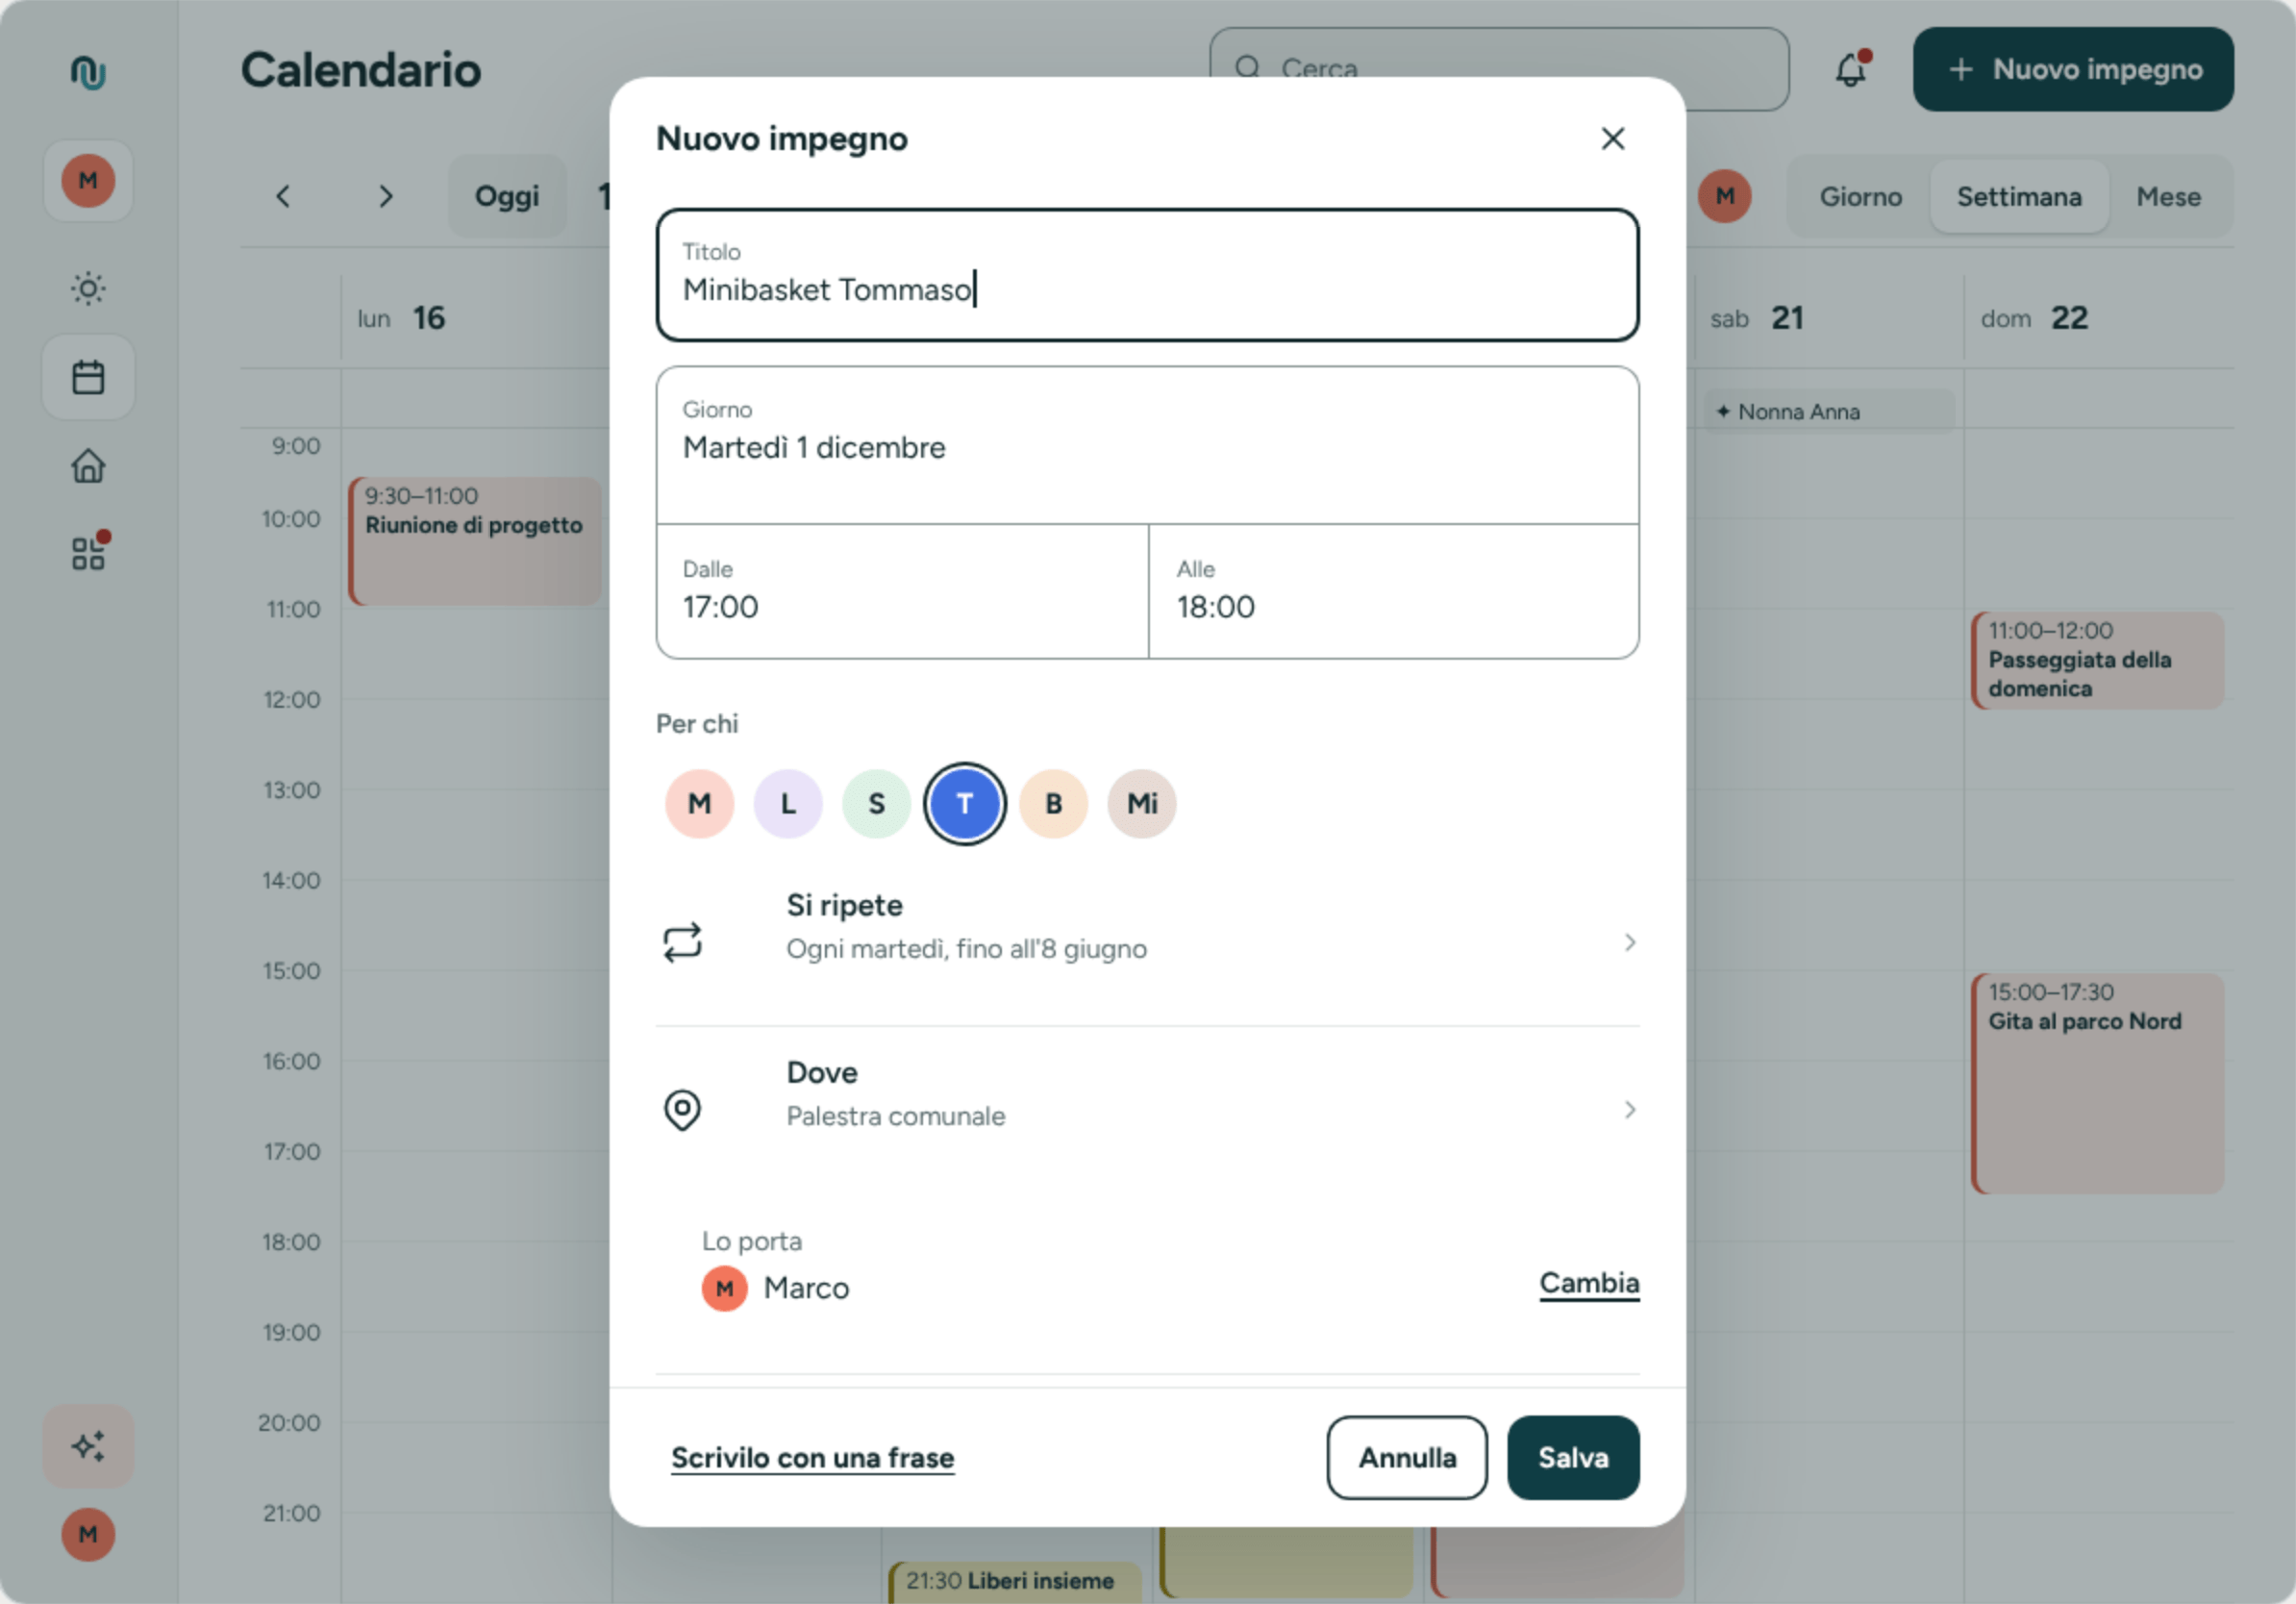 Calendario
Cerca
Nuovo impegno
M
Oggi
M
Giorno
Settimana
Mese
lun 16
sab 21
dom 22
Nonna Anna
9:00
10:00
11:00
12:00
13:00
14:00
15:00
16:00
17:00
18:00
19:00
20:00
21:00
9:30–11:00
Riunione di progetto
11:00–12:00
Passeggiata della
domenica
15:00–17:30
Gita al parco Nord
21:30 Liberi insieme
M
Nuovo impegno
Titolo
Minibasket Tommaso
Giorno
Martedì 1 dicembre
Dalle
17:00
Alle
18:00
Per chi
M L S T B Mi
Si ripete
Ogni martedì, fino all'8 giugno
Dove
Palestra comunale
Lo porta
M Marco
Cambia
Scrivilo con una frase
Annulla
Salva